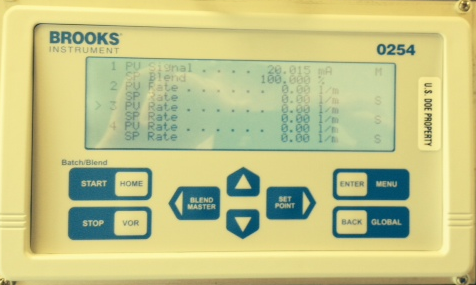 BROOKS
INSTRUMENT
0254
1 PV Signal . . . . . 20.015 mA M
SP Blend 100.000 %
2 PV Rate . . . . . . 0.00 l/m
SP Rate 0.00 l/m S
> 3 PV Rate . . . . . . 0.00 l/m
SP Rate 0.00 l/m S
4 PV Rate . . . . . . 0.00 l/m
SP Rate 0.00 l/m S
U.S. DOE PROPERTY
Batch/Blend
START HOME
STOP VOR
BLEND
MASTER
SET
POINT
ENTER MENU
BACK GLOBAL